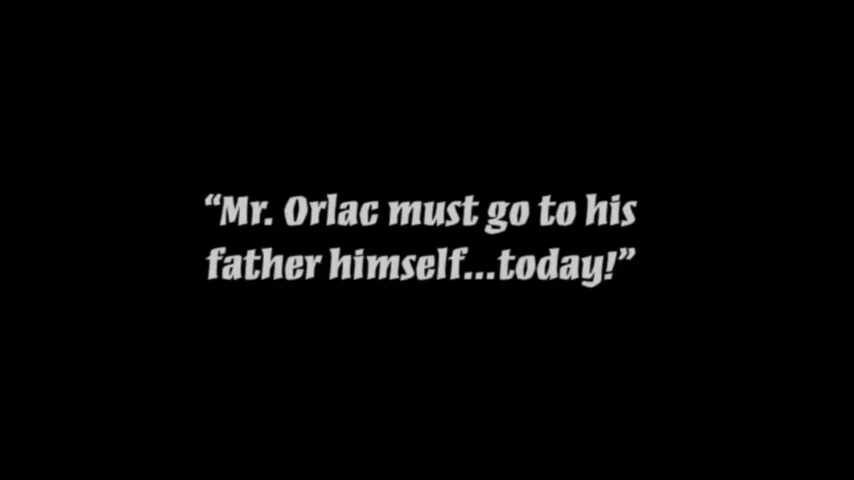 “Mr. Orlac must go to his
father himself...today!”